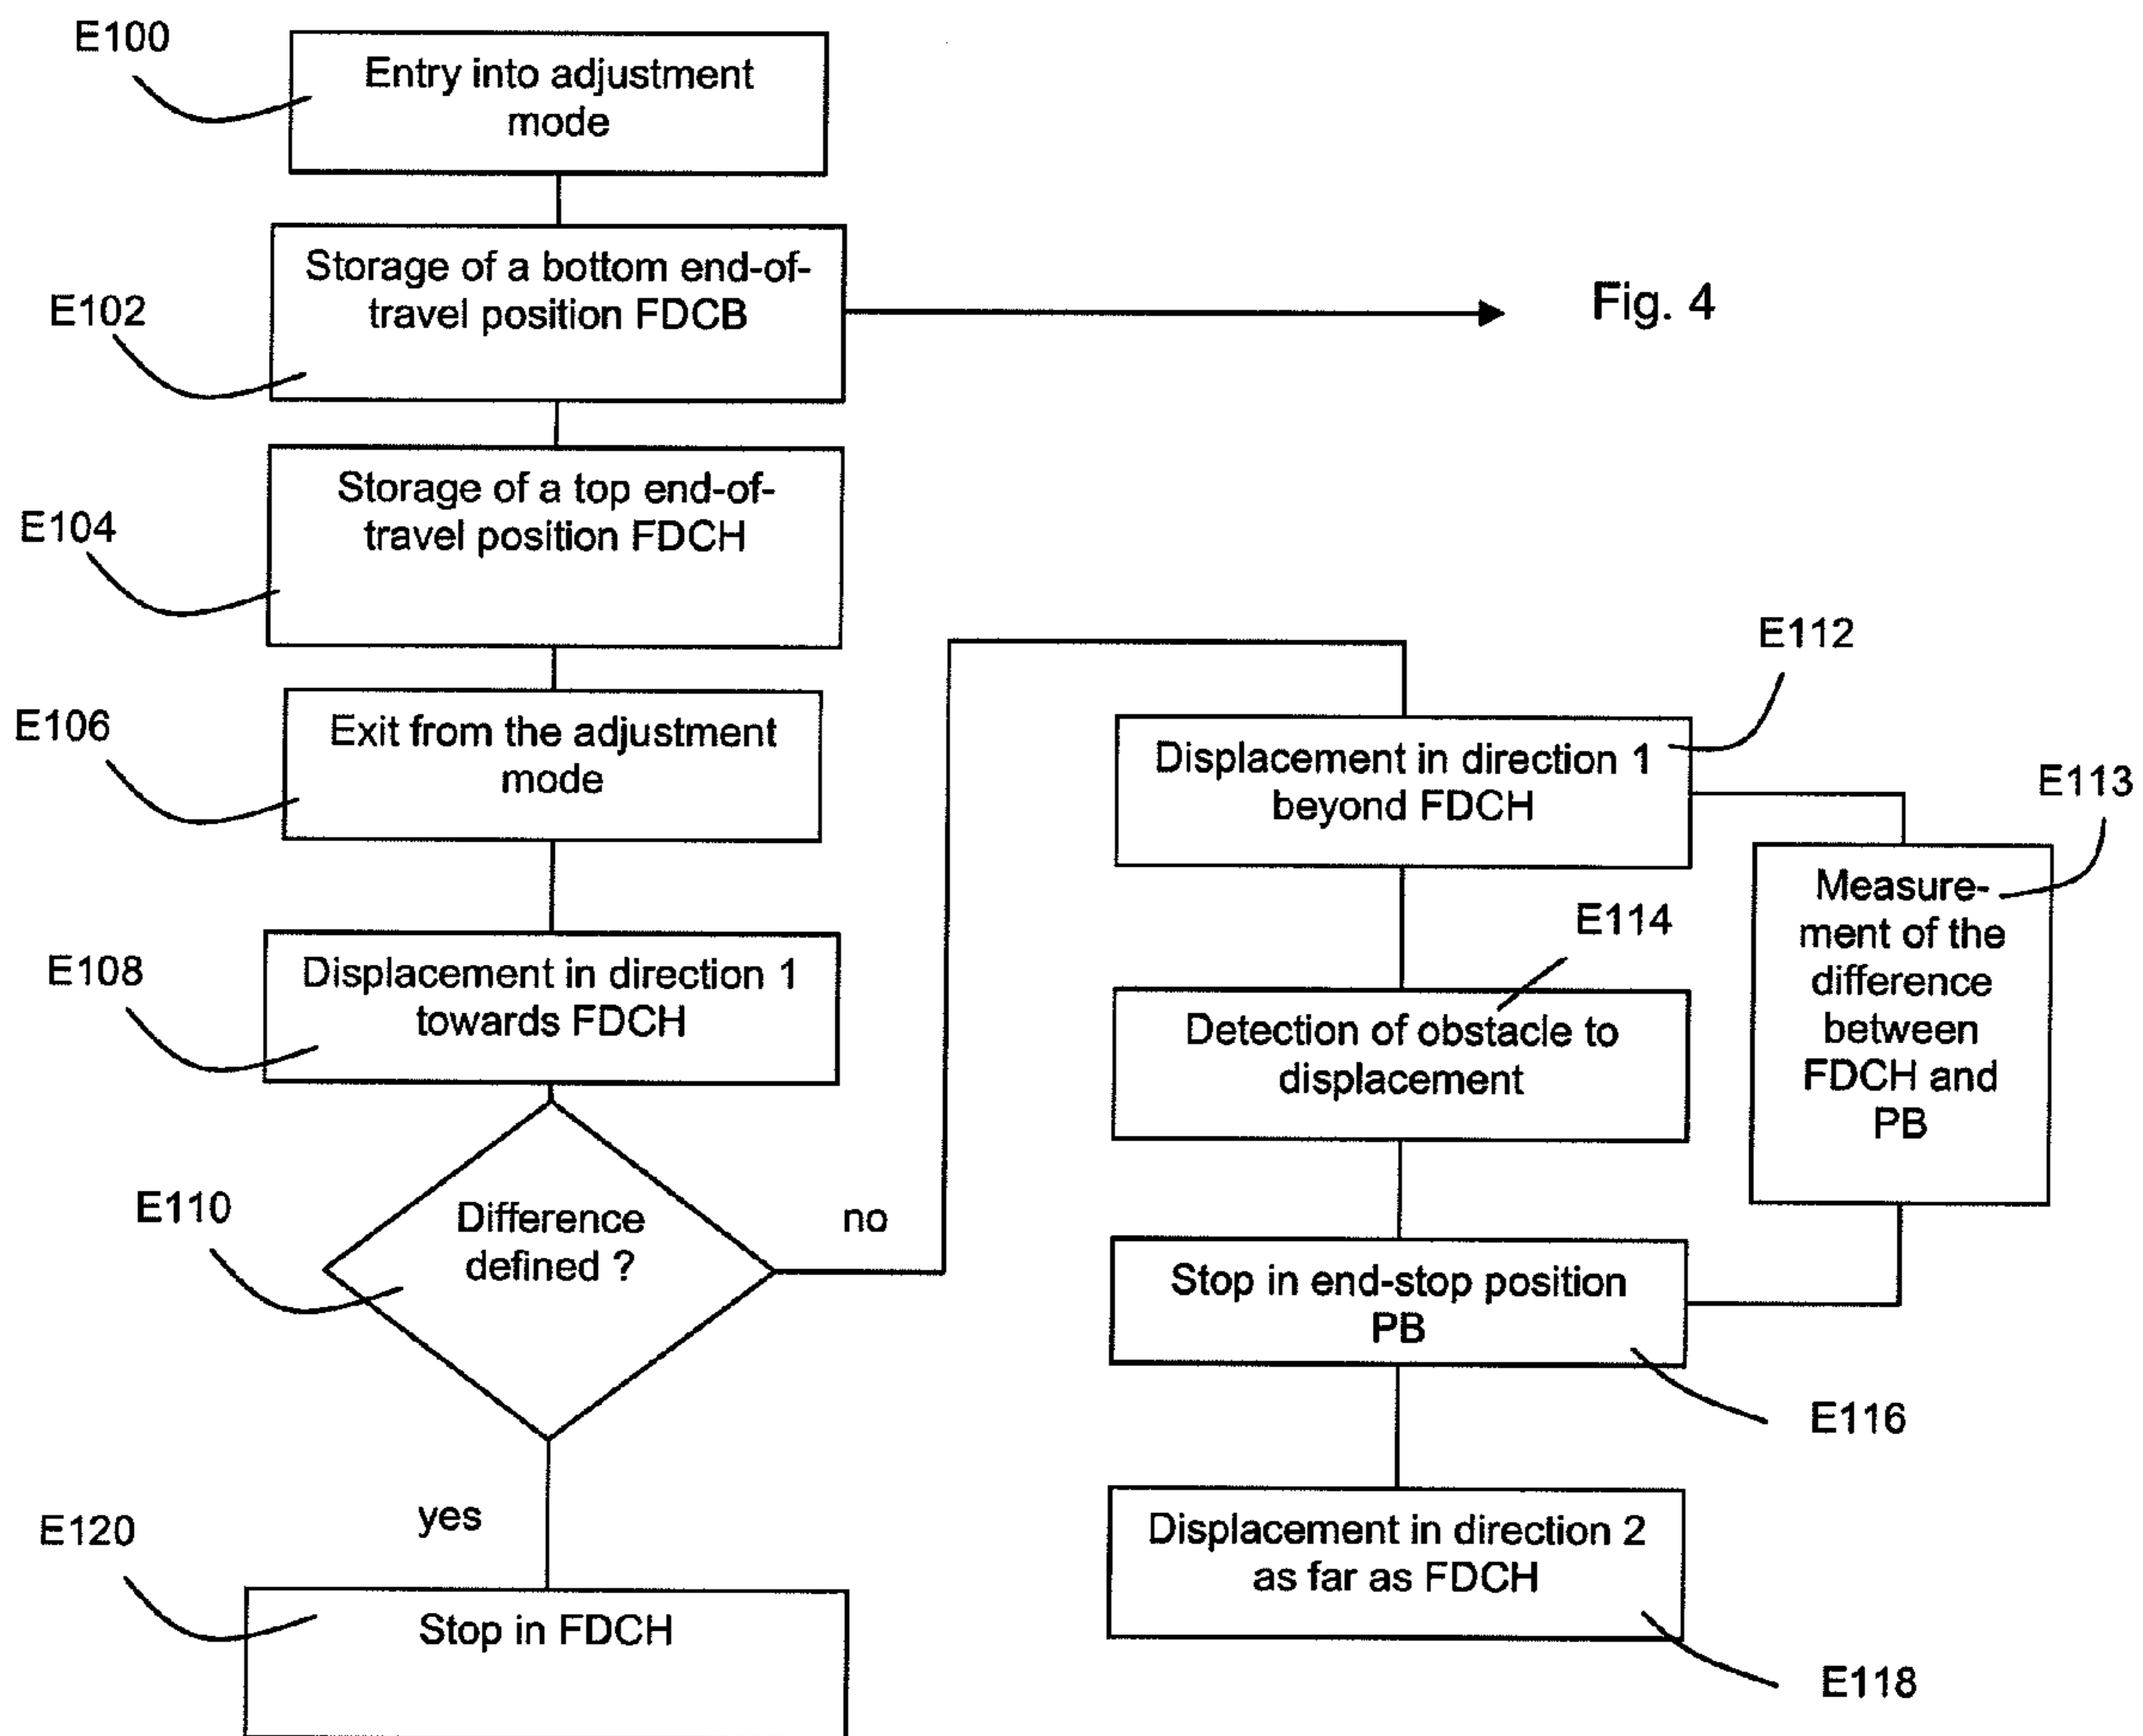 E100
Entry into adjustment
mode
E102
Storage of a bottom end-of-
travel position FDCB
Fig. 4
E104
Storage of a top end-of-
travel position FDCH
E106
Exit from the adjustment
mode
E108
Displacement in direction 1
towards FDCH
E110
Difference
defined ?
no
yes
E120
Stop in FDCH
E112
Displacement in direction 1
beyond FDCH
E113
Measure-
ment of the
difference
between
FDCH and
PB
E114
Detection of obstacle to
displacement
Stop in end-stop position
PB
E116
Displacement in direction 2
as far as FDCH
E118